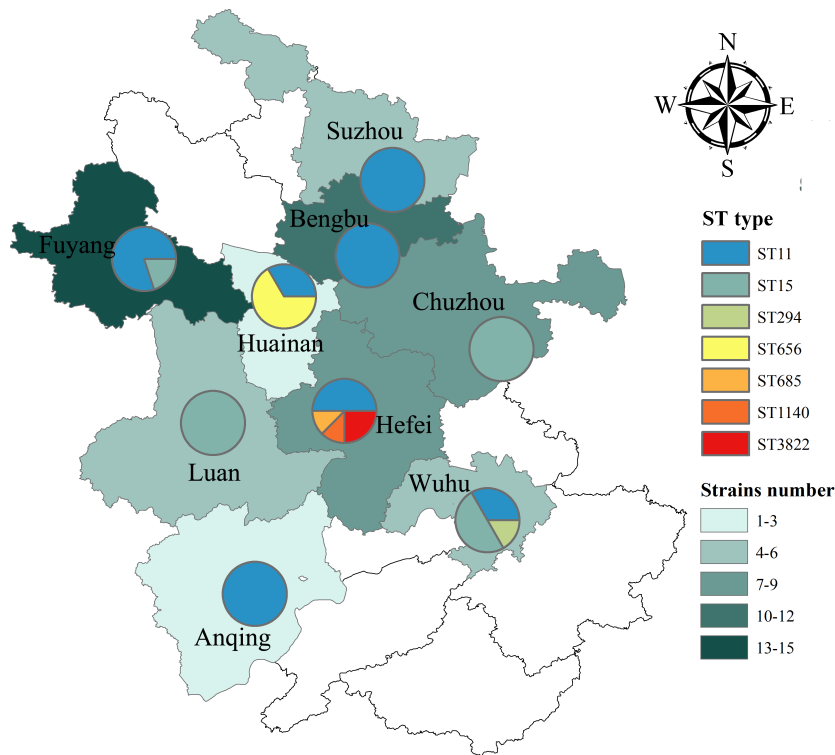 N
W
E
S
Suzhou
Bengbu
Fuyang
Chuzhou
Huainan
Hefei
Luan
Wuhu
Anqing
ST type
ST11
ST15
ST294
ST656
ST685
ST1140
ST3822
Strains number
1-3
4-6
7-9
10-12
13-15